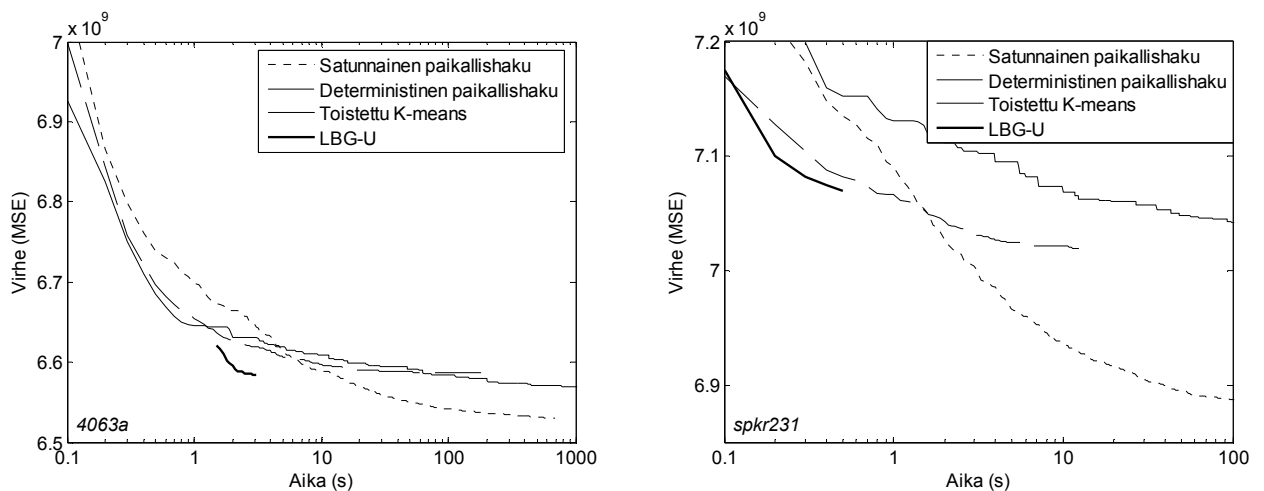 x 10^9
7
6.9
6.8
6.7
6.6
6.5
Virhe (MSE)
Satunnainen paikallishaku
Deterministinen paikallishaku
Toistettu K-means
LBG-U
4063a
0.1 1 10 100 1000
Aika (s)
x 10^9
7.2
7.1
7
6.9
Virhe (MSE)
Satunnainen paikallishaku
Deterministinen paikallishaku
Toistettu K-means
LBG-U
spkr231
0.1 1 10 100
Aika (s)